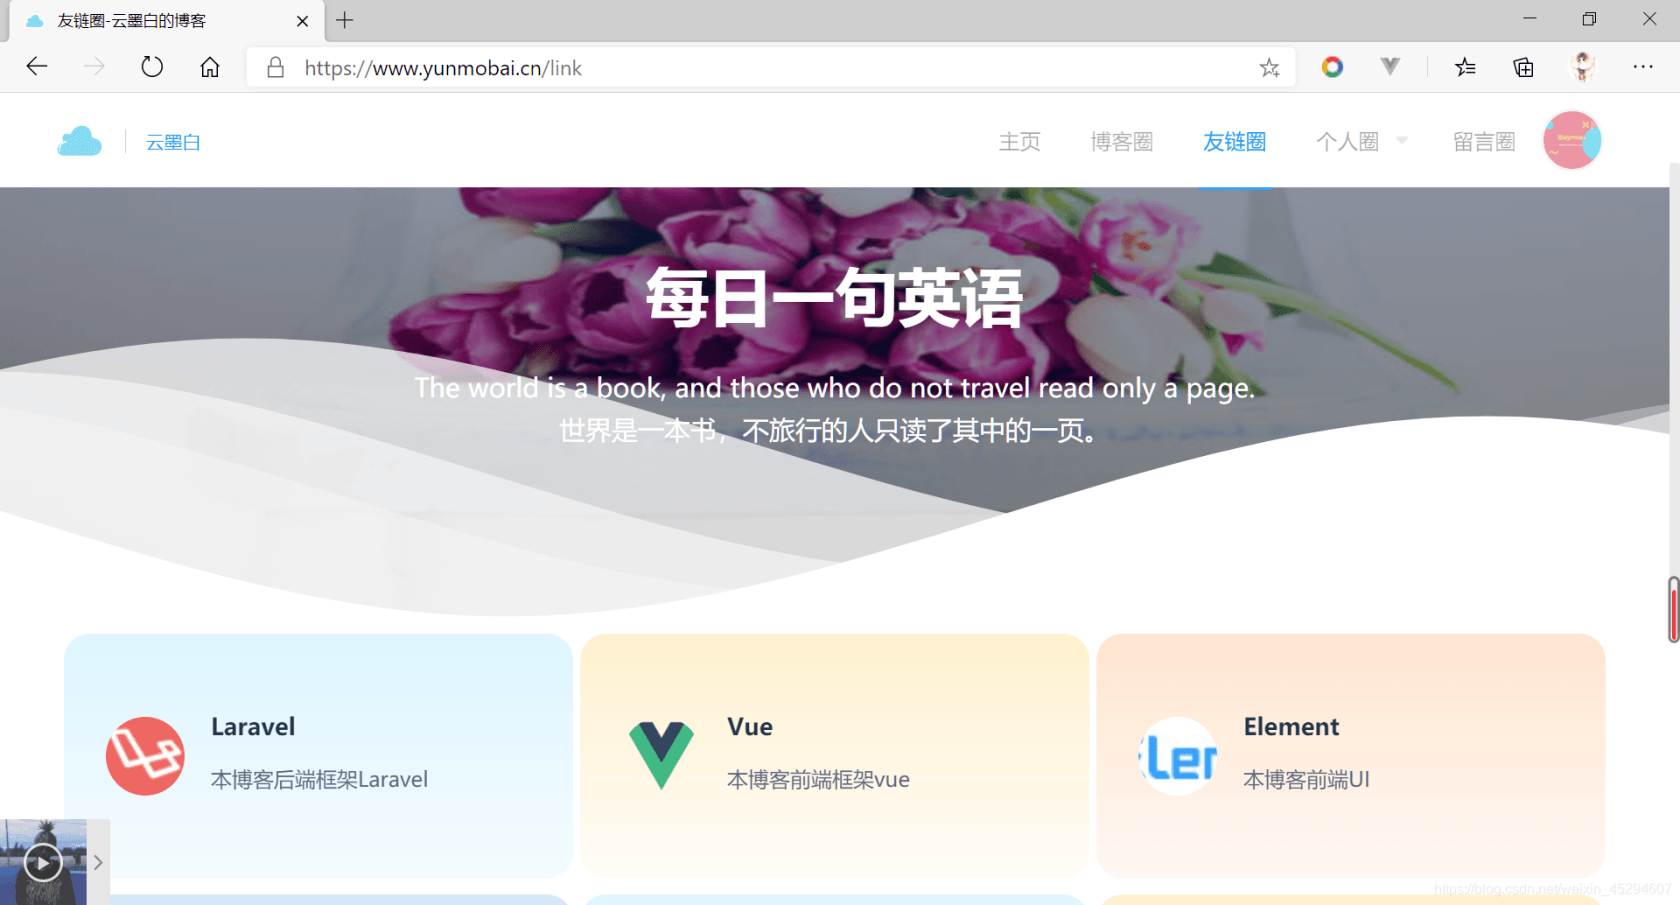 友链圈-云墨白的博客
https://www.yunmobai.cn/link
云墨白
主页 博客圈 友链圈 个人圈 留言圈
每日一句英语
The world is a book, and those who do not travel read only a page.
世界是一本书，不旅行的人只读了其中的一页。
Laravel
本博客后端框架Laravel
Vue
本博客前端框架vue
Element
本博客前端UI
https://blog.csdn.net/weixin_45294607